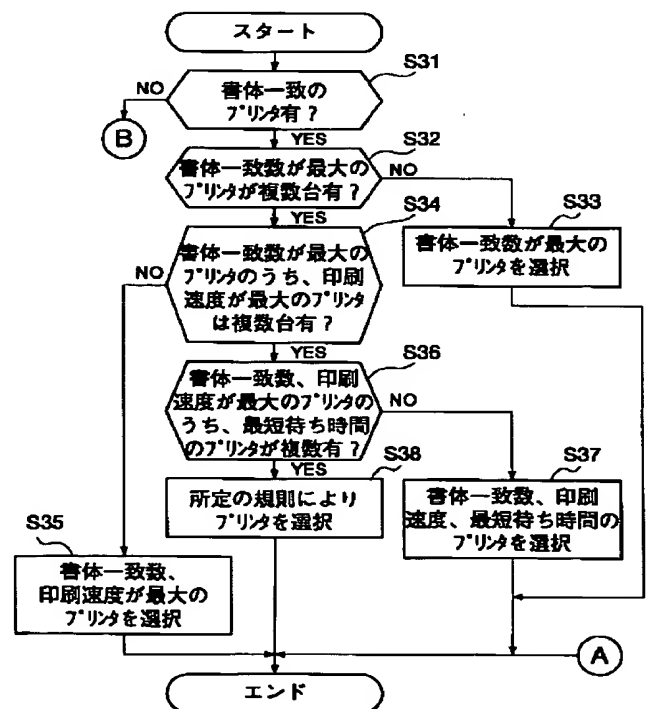 スタート
S31
書体一致の
プリンタ有？
NO
B
YES
S32
書体一致数が最大の
プリンタが複数台有？
NO
YES
S33
書体一致数が最大の
プリンタを選択
S34
書体一致数が最大の
プリンタのうち、印刷
速度が最大のプリンタ
は複数台有？
NO
YES
S36
書体一致数、印刷
速度が最大のプリンタの
うち、最短待ち時間
のプリンタが複数有？
NO
YES
S38
所定の規則により
プリンタを選択
S37
書体一致数、印刷
速度、最短待ち時間の
プリンタを選択
S35
書体一致数、
印刷速度が最大の
プリンタを選択
A
エンド